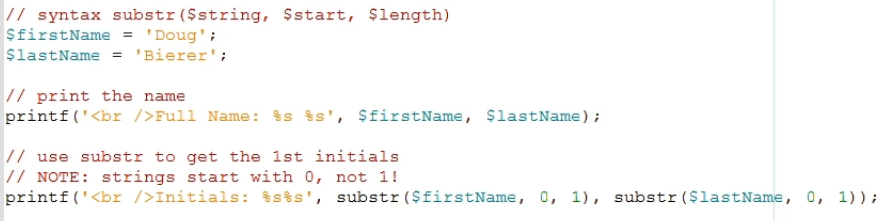 // syntax substr($string, $start, $length)
$firstName = 'Doug';
$lastName = 'Bierer';
// print the name
printf('<br />Full Name: %s %s', $firstName, $lastName);
// use substr to get the 1st initials
// NOTE: strings start with 0, not 1!
printf('<br />Initials: %s%s', substr($firstName, 0, 1), substr($lastName, 0, 1));